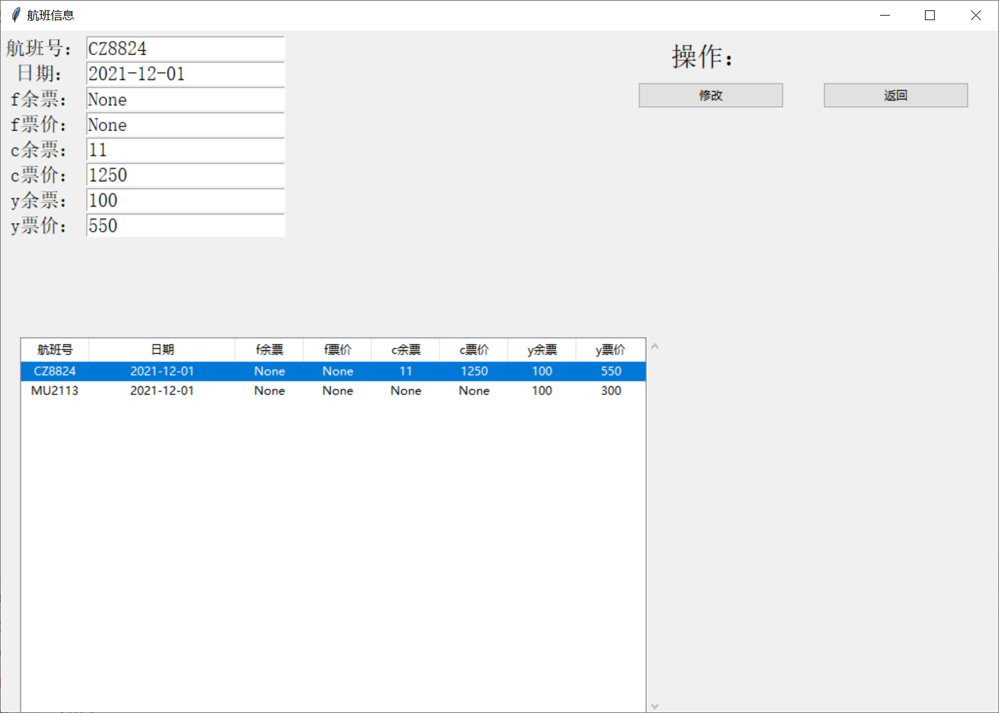 航班信息
航班号： CZ8824
日期： 2021-12-01
f余票： None
f票价： None
c余票： 11
c票价： 1250
y余票： 100
y票价： 550
操作：
修改 返回
航班号 日期 f余票 f票价 c余票 c票价 y余票 y票价
CZ8824 2021-12-01 None None 11 1250 100 550
MU2113 2021-12-01 None None None None 100 300